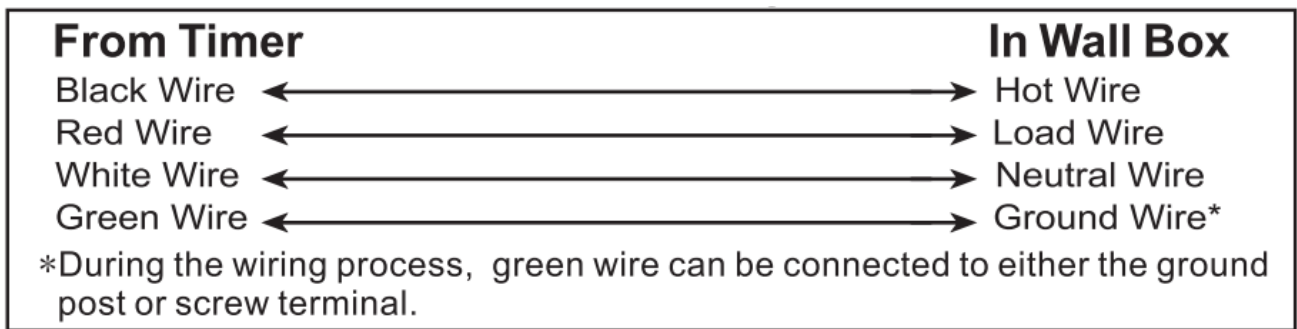 From Timer In Wall Box
Black Wire Hot Wire
Red Wire Load Wire
White Wire Neutral Wire
Green Wire Ground Wire*
*During the wiring process, green wire can be connected to either the ground
post or screw terminal.